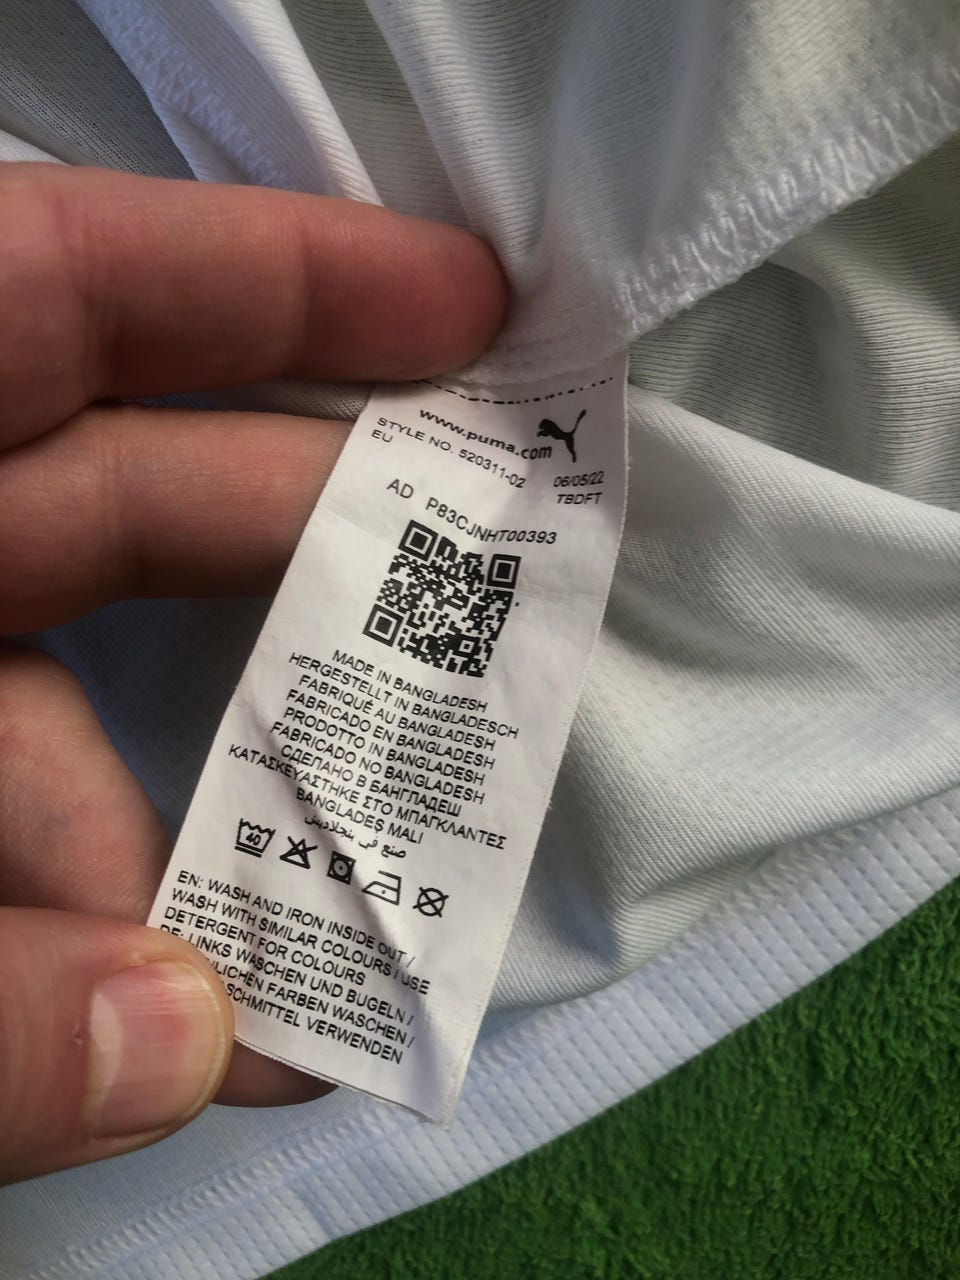 www.puma.com
STYLE NO. 520311-02 06/05/22
EU TBDFT
AD P83CJNHT00393
MADE IN BANGLADESH
HERGESTELLT IN BANGLADESCH
FABRIQUÉ AU BANGLADESH
FABRICADO EN BANGLADESH
PRODOTTO IN BANGLADESH
FABRICADO NO BANGLADESH
СДЕЛАНО В БАНГЛАДЕШ
ΚΑΤΑΣΚΕΥΑΣΤΗΚΕ ΣΤΟ ΜΠΑΓΚΛΑΝΤΕΣ
BANGLADEŞ MALI
صنع في بنجلاديش
40
EN: WASH AND IRON INSIDE OUT /
WASH WITH SIMILAR COLOURS / USE
DETERGENT FOR COLOURS
DE: LINKS WASCHEN UND BUGELN /
FARBEN WASCHEN /
VERWENDEN